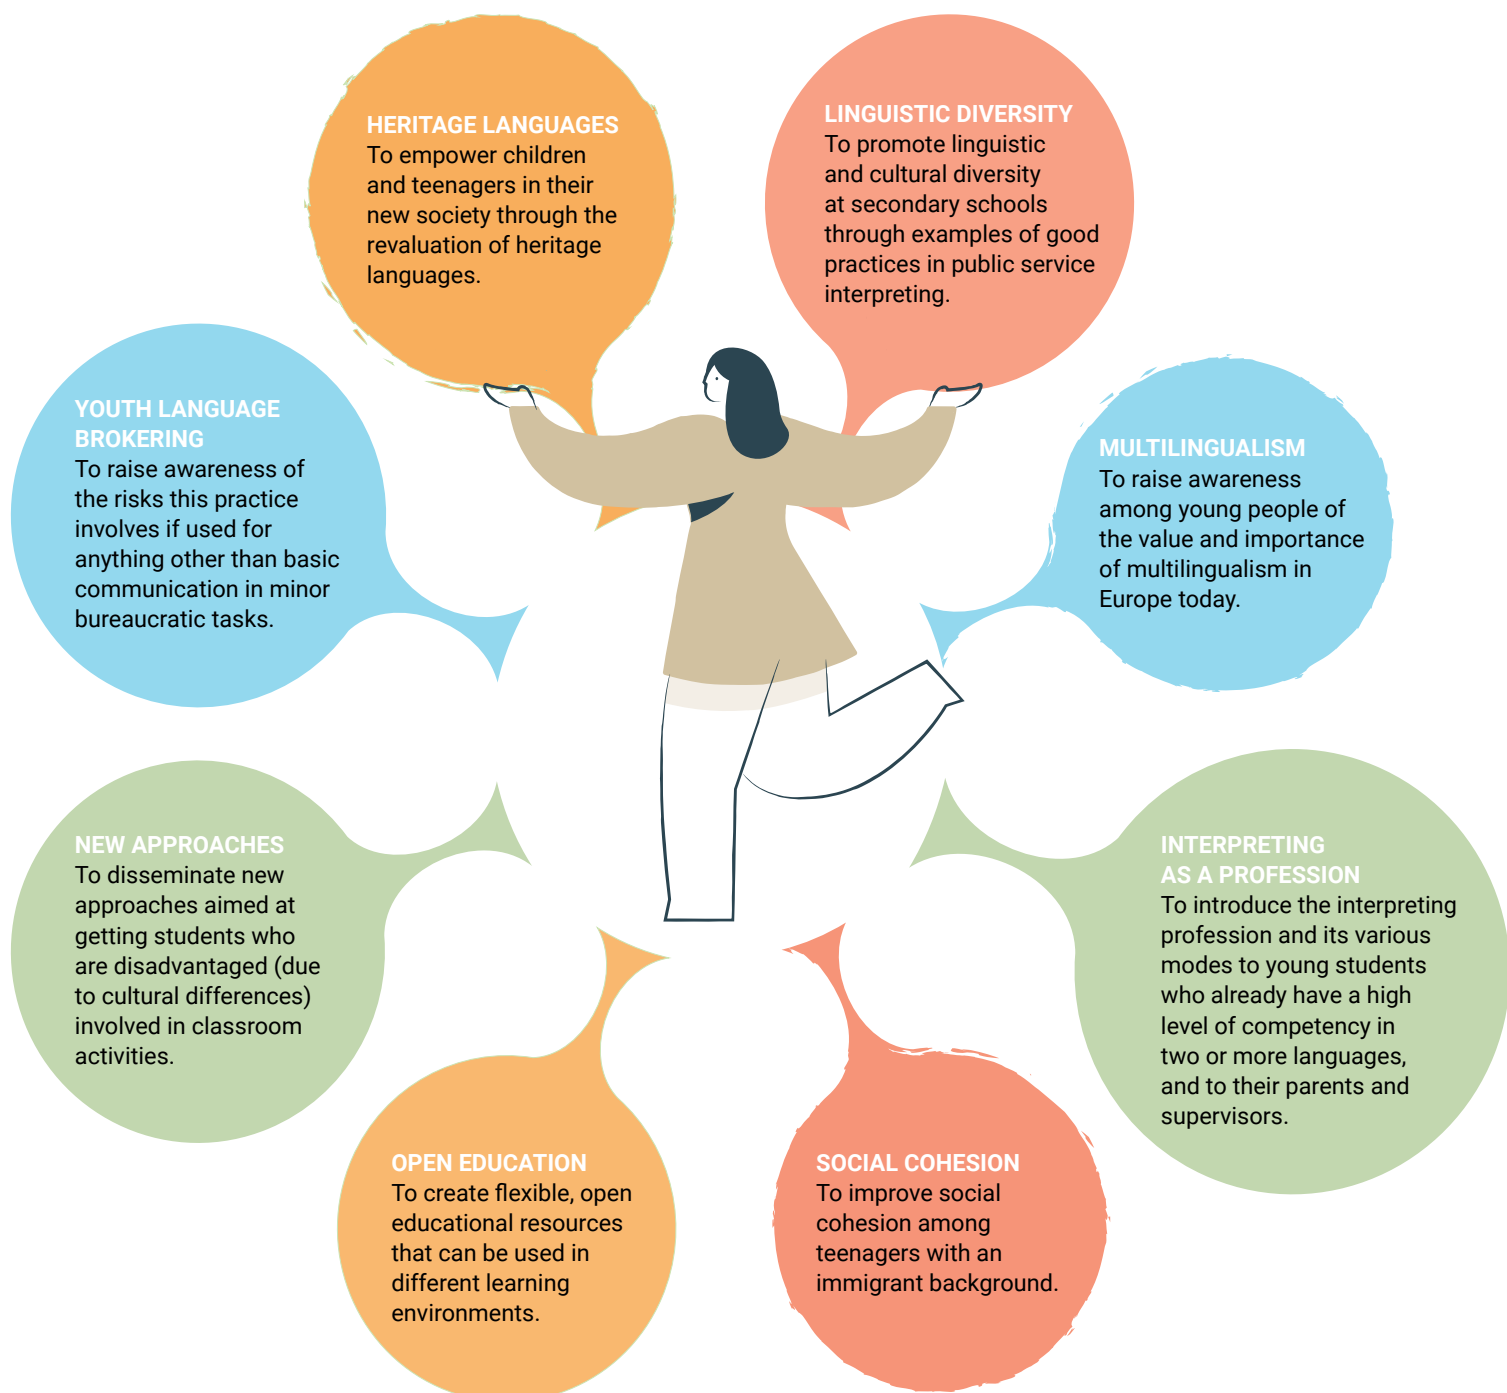 HERITAGE LANGUAGES
To empower children
and teenagers in their
new society through the
revaluation of heritage
languages.
LINGUISTIC DIVERSITY
To promote linguistic
and cultural diversity
at secondary schools
through examples of good
practices in public service
interpreting.
YOUTH LANGUAGE
BROKERING
To raise awareness of
the risks this practice
involves if used for
anything other than basic
communication in minor
bureaucratic tasks.
MULTILINGUALISM
To raise awareness
among young people of
the value and importance
of multilingualism in
Europe today.
NEW APPROACHES
To disseminate new
approaches aimed at
getting students who
are disadvantaged (due
to cultural differences)
involved in classroom
activities.
INTERPRETING
AS A PROFESSION
To introduce the interpreting
profession and its various
modes to young students
who already have a high
level of competency in
two or more languages,
and to their parents and
supervisors.
OPEN EDUCATION
To create flexible, open
educational resources
that can be used in
different learning
environments.
SOCIAL COHESION
To improve social
cohesion among
teenagers with an
immigrant background.